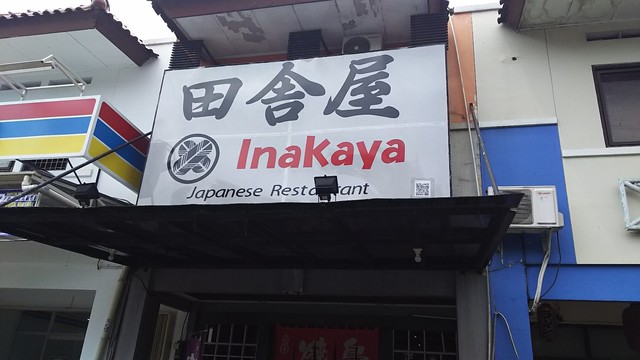 田舎屋
Inakaya
Japanese Restaurant